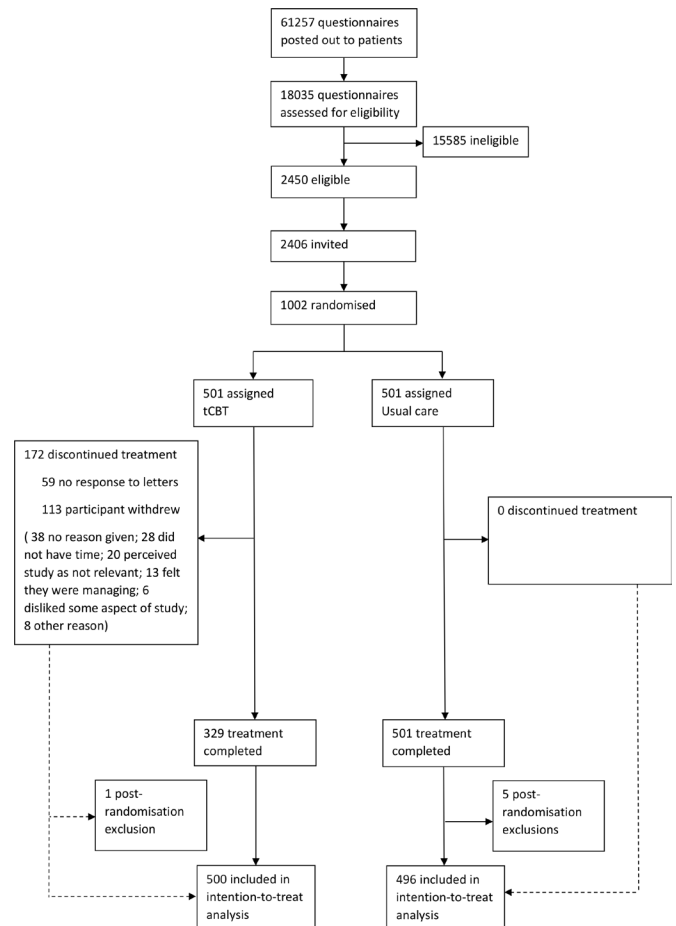 61257 questionnaires
posted out to patients
18035 questionnaires
assessed for eligibility
15585 ineligible
2450 eligible
2406 invited
1002 randomised
501 assigned
tCBT
501 assigned
Usual care
172 discontinued treatment
59 no response to letters
113 participant withdrew
( 38 no reason given; 28 did
not have time; 20 perceived
study as not relevant; 13 felt
they were managing; 6
disliked some aspect of study;
8 other reason)
0 discontinued treatment
329 treatment
completed
501 treatment
completed
1 post-
randomisation
exclusion
5 post-
randomisation
exclusions
500 included in
intention-to-treat
analysis
496 included in
intention-to-treat
analysis